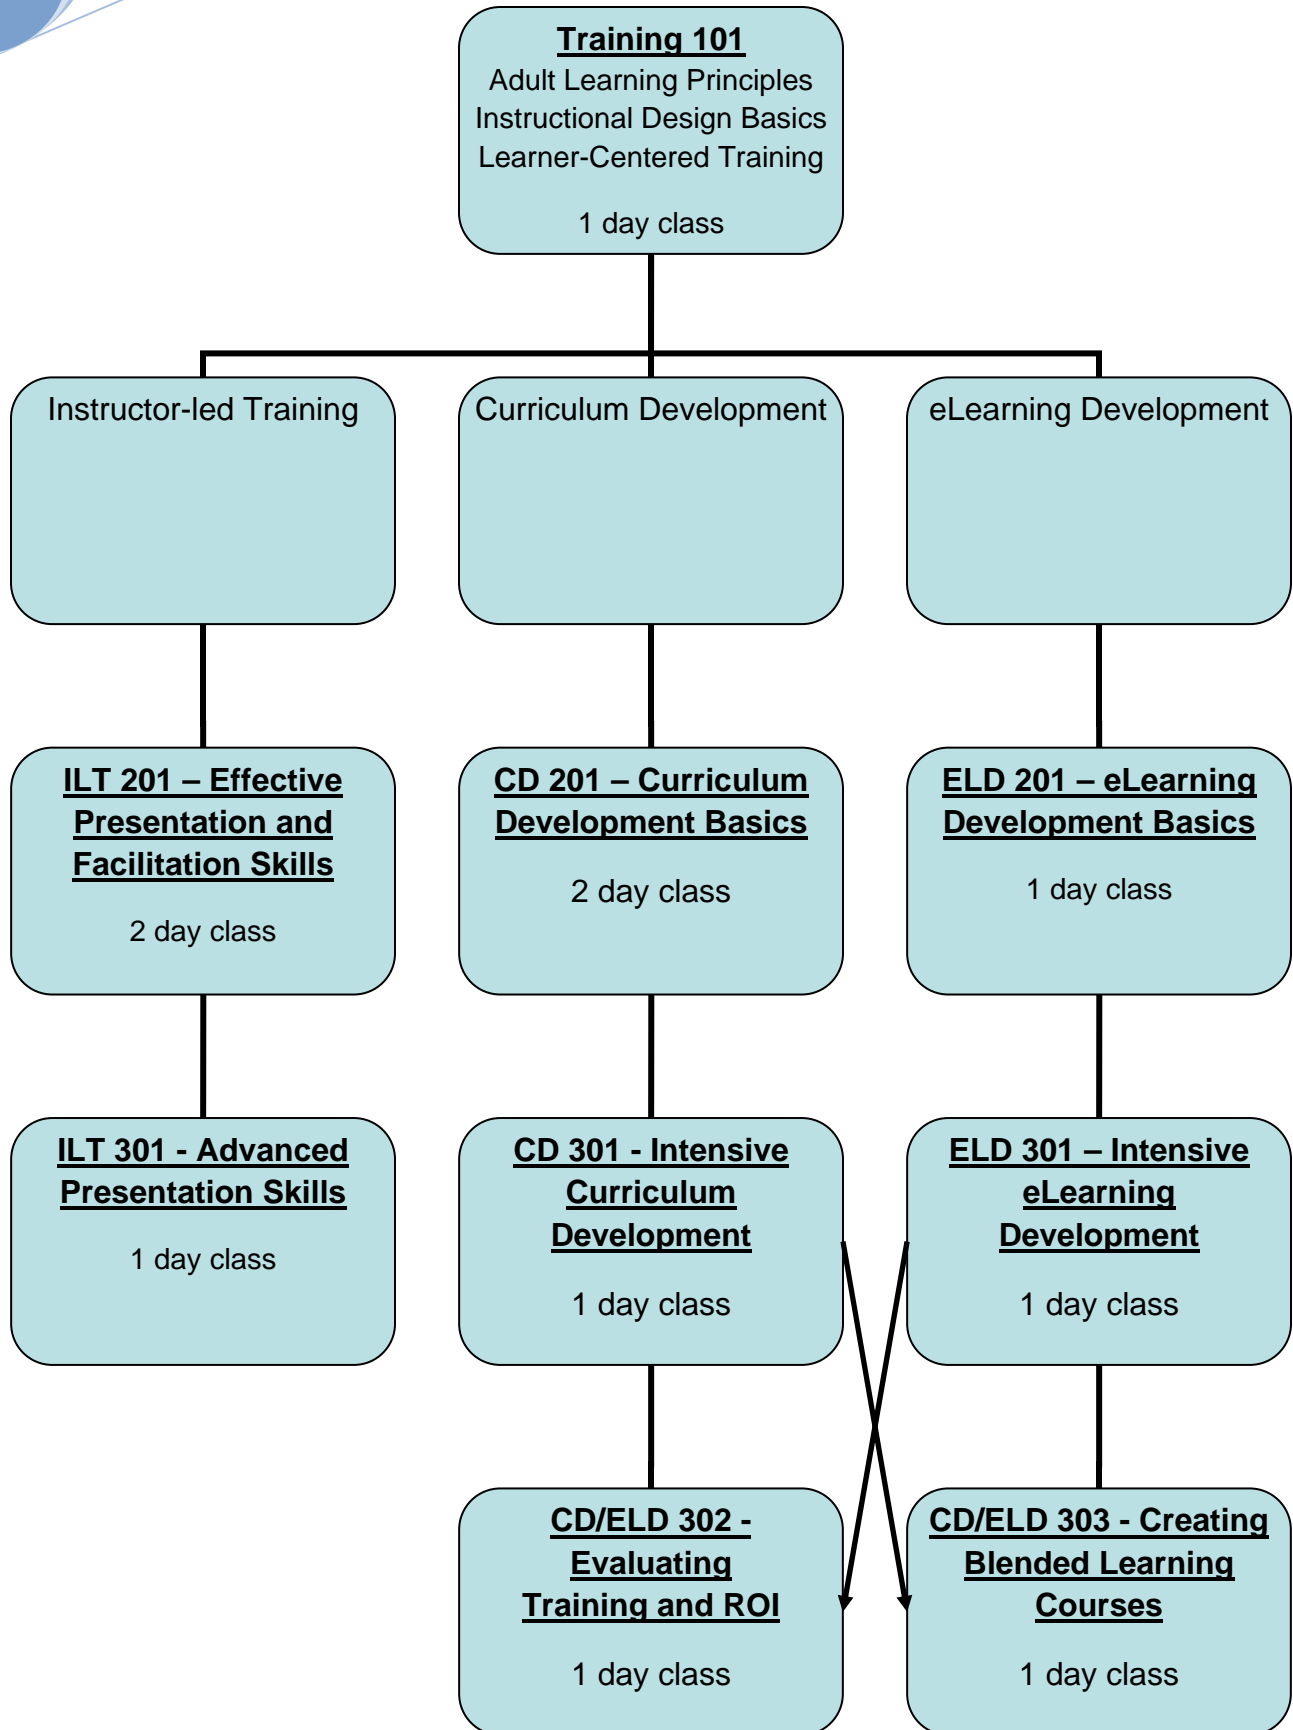 Training 101
Adult Learning Principles
Instructional Design Basics
Learner-Centered Training
1 day class
Instructor-led Training
Curriculum Development
eLearning Development
ILT 201 – Effective
Presentation and
Facilitation Skills
2 day class
CD 201 – Curriculum
Development Basics
2 day class
ELD 201 – eLearning
Development Basics
1 day class
ILT 301 - Advanced
Presentation Skills
1 day class
CD 301 - Intensive
Curriculum
Development
1 day class
ELD 301 – Intensive
eLearning
Development
1 day class
CD/ELD 302 -
Evaluating
Training and ROI
1 day class
CD/ELD 303 - Creating
Blended Learning
Courses
1 day class